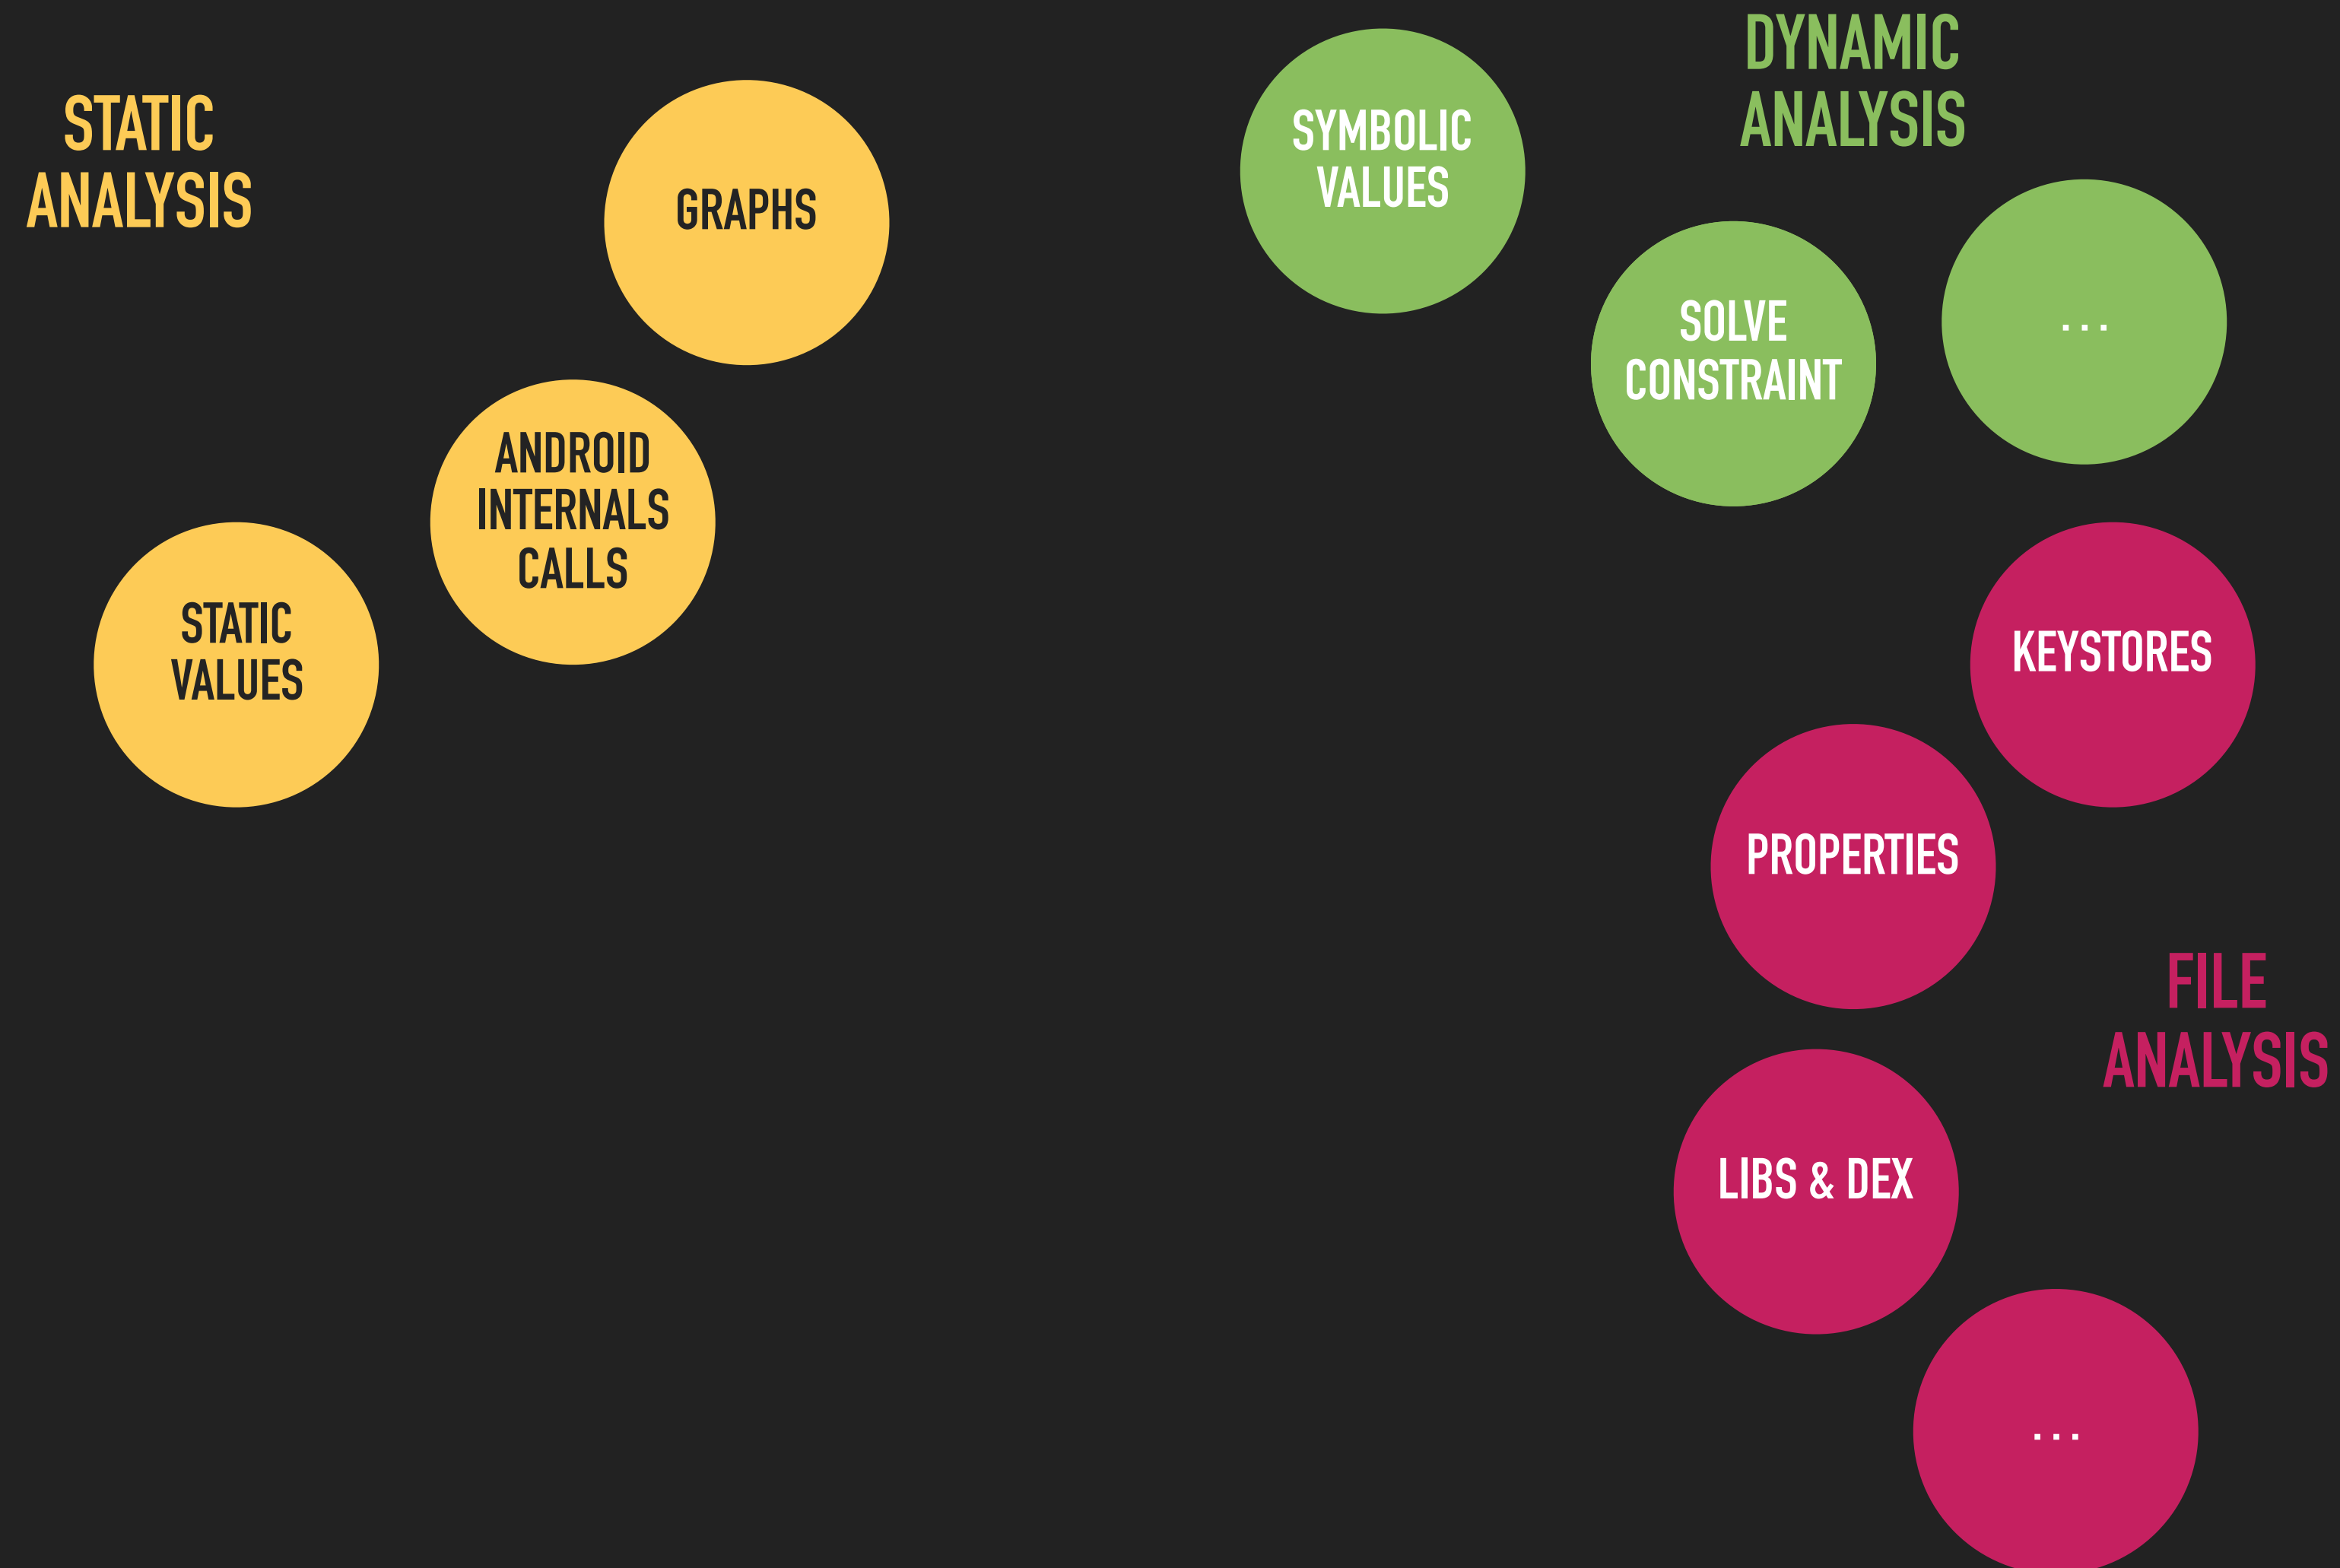 STATIC
ANALYSIS
GRAPHS
ANDROID
INTERNALS
CALLS
STATIC
VALUES
DYNAMIC
ANALYSIS
SYMBOLIC
VALUES
SOLVE
CONSTRAINT
...
KEYSTORES
PROPERTIES
FILE
ANALYSIS
LIBS & DEX
...